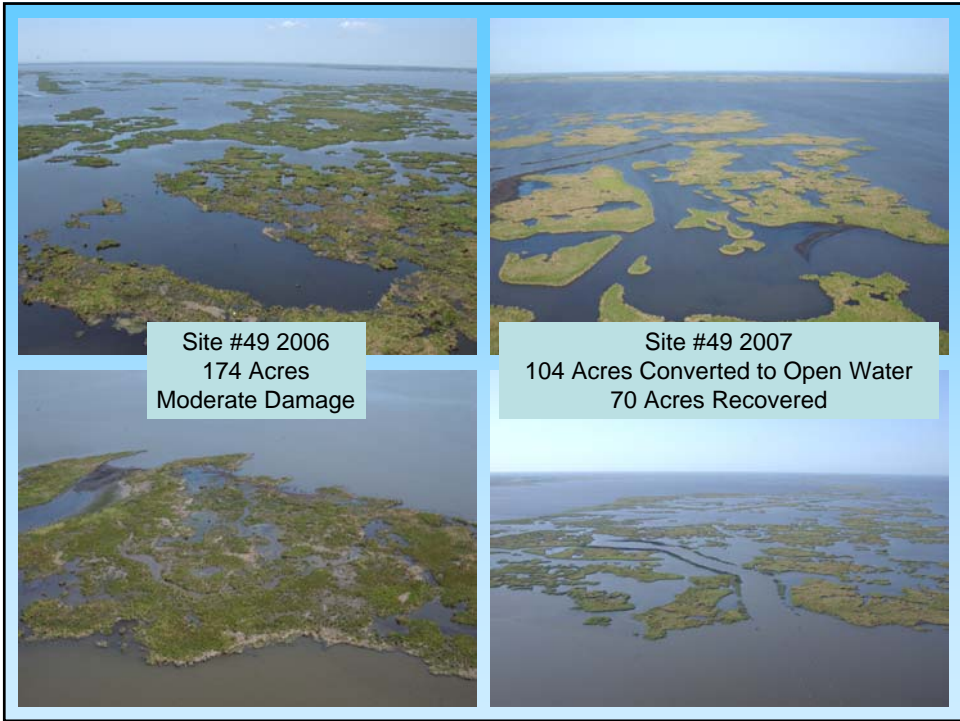 Site #49 2006
174 Acres
Moderate Damage
Site #49 2007
104 Acres Converted to Open Water
70 Acres Recovered